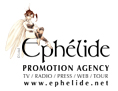 Ephélide
PROMOTION AGENCY
TV / RADIO / PRESS / WEB / TOUR
www.ephelide.net